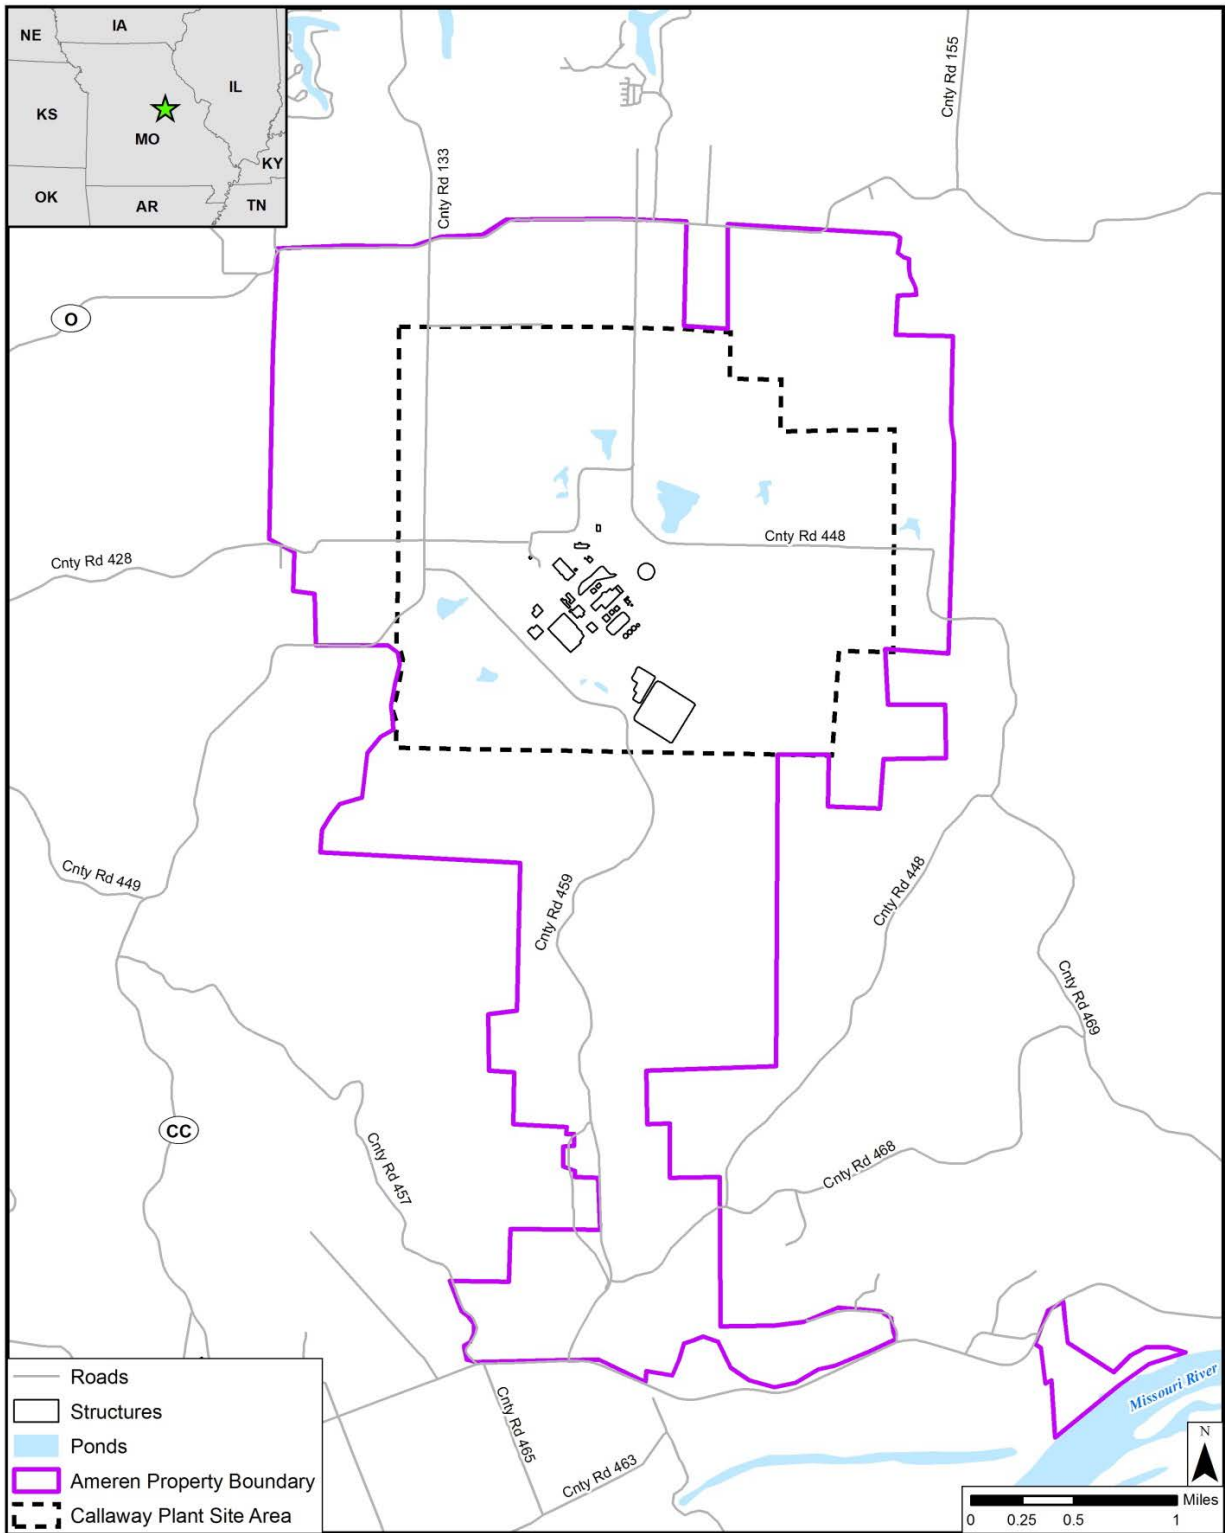 NE
IA
IL
KS
MO
KY
OK
AR
TN
Cnty Rd 133
Cnty Rd 155
O
Cnty Rd 428
Cnty Rd 448
Cnty Rd 449
Cnty Rd 459
Cnty Rd 448
Cnty Rd 469
CC
Cnty Rd 457
Cnty Rd 468
Roads
Structures
Ponds
Ameren Property Boundary
Callaway Plant Site Area
Cnty Rd 465
Cnty Rd 463
Missouri River
N
Miles
0 0.25 0.5 1